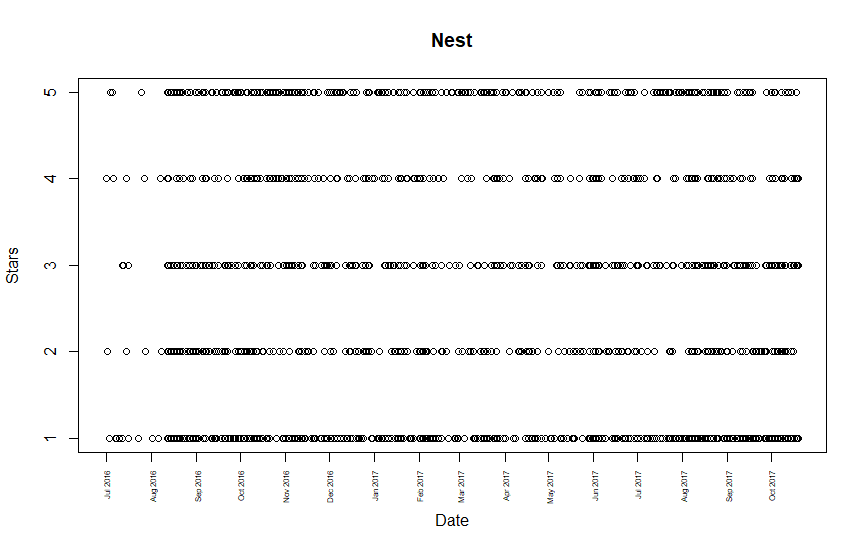 Nest
Stars
5
4
3
2
1
Jul 2016
Aug 2016
Sep 2016
Oct 2016
Nov 2016
Dec 2016
Jan 2017
Feb 2017
Mar 2017
Apr 2017
May 2017
Jun 2017
Jul 2017
Aug 2017
Sep 2017
Oct 2017
Date